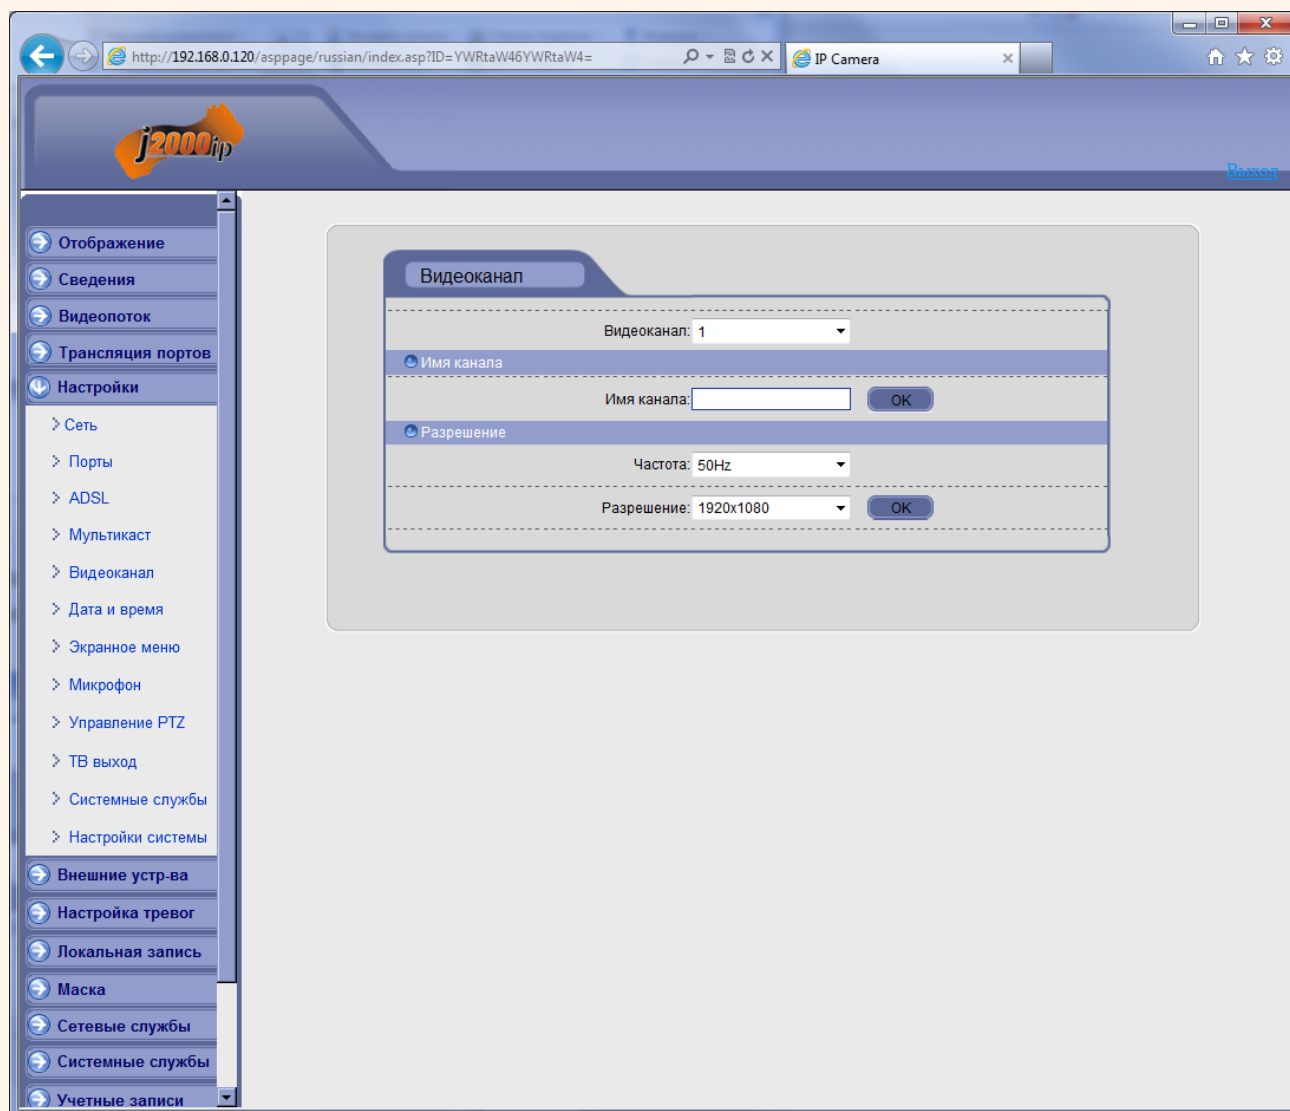 http://192.168.0.120/asppage/russian/index.asp?ID=YWRtaW46YWRtaW4=
IP Camera
j2000ip
Выход
Отображение
Сведения
Видеопоток
Трансляция портов
Настройки
Сеть
Порты
ADSL
Мультикаст
Видеоканал
Дата и время
Экранное меню
Микрофон
Управление PTZ
ТВ выход
Системные службы
Настройки системы
Внешние устр-ва
Настройка тревог
Локальная запись
Маска
Сетевые службы
Системные службы
Учетные записи
Видеоканал
Видеоканал: 1
Имя канала
Имя канала: OK
Разрешение
Частота: 50Hz
Разрешение: 1920x1080 OK